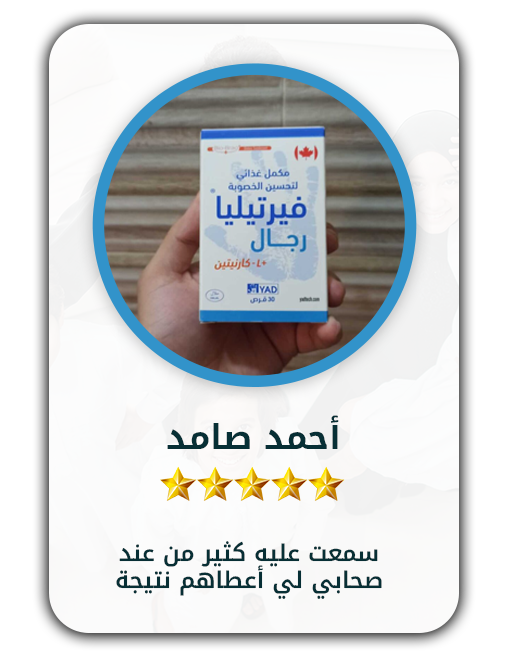 مكمل غذائي
لتحسين الخصوبة
فيرتيليا
رجــال
+L - كارنيتين
YAD
30 قرص
أحمد صامد
سمعت عليه كثير من عند
صحابي لي أعطاهم نتيجة